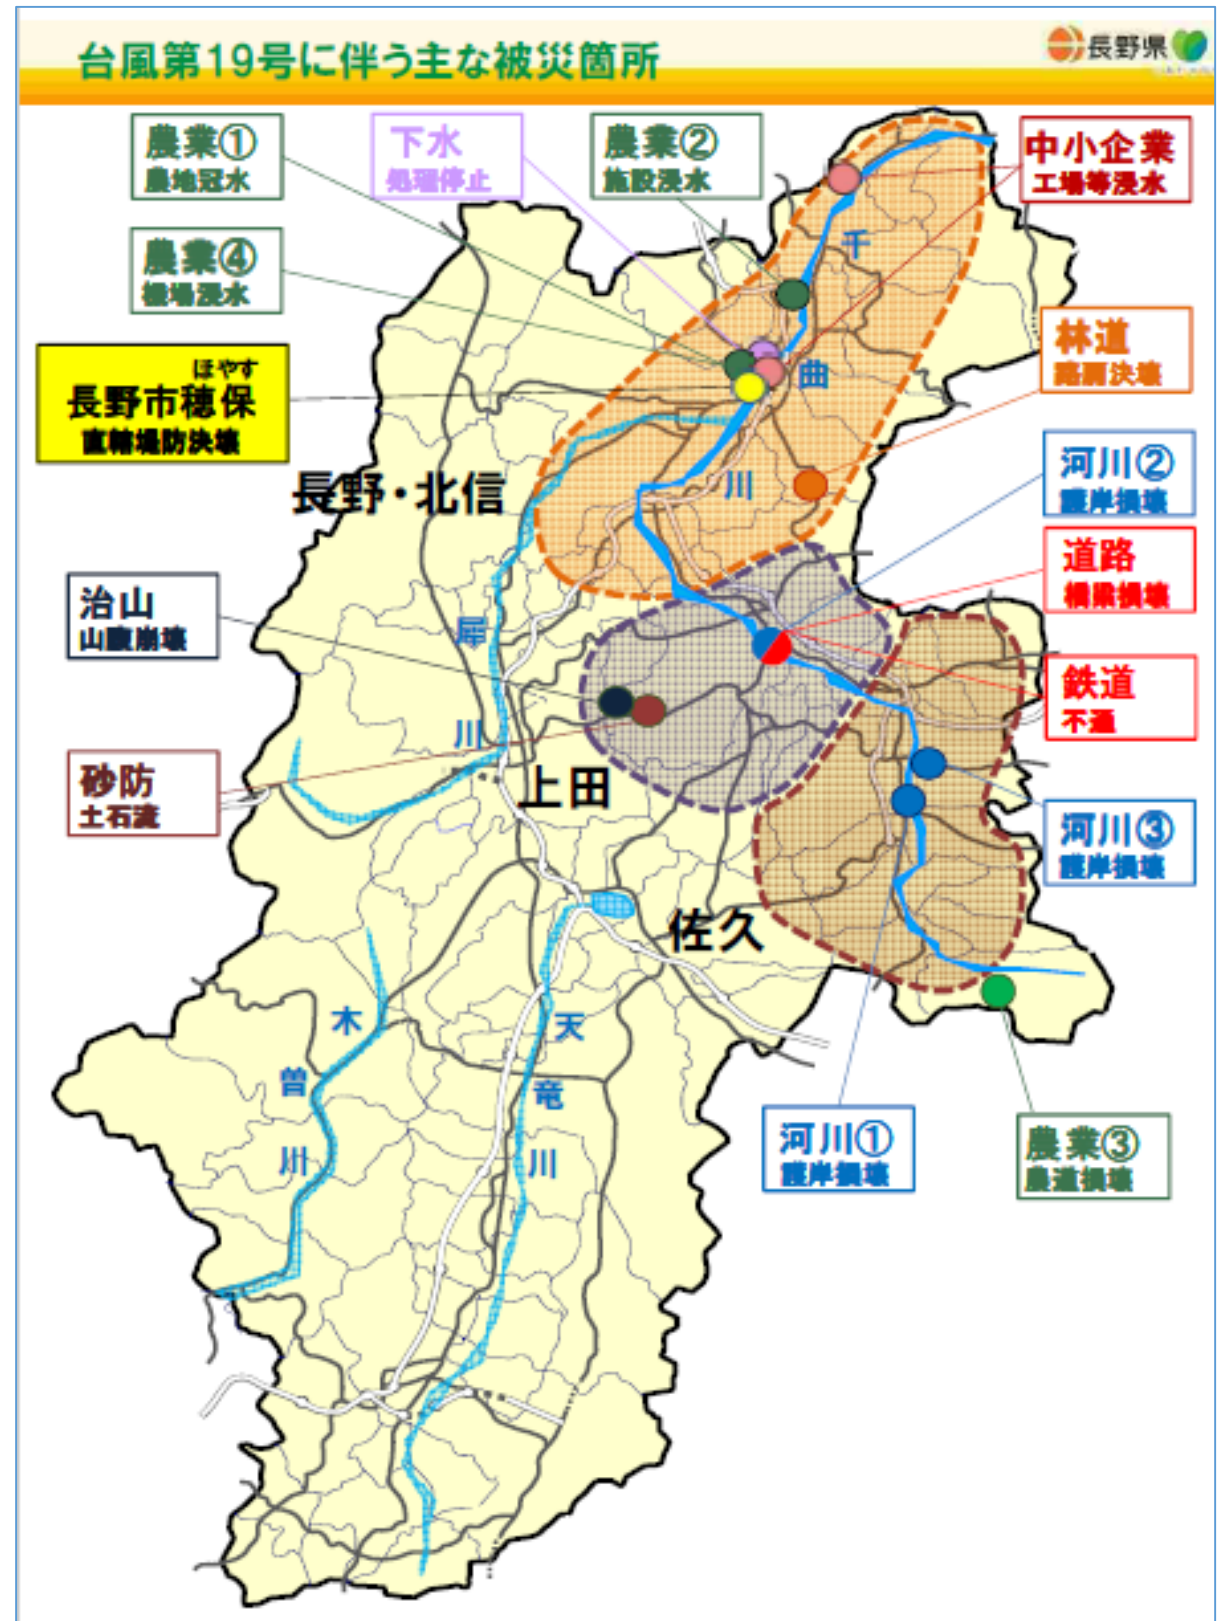 台風第19号に伴う主な被災箇所
長野県
農業①
農地冠水
下水
処理停止
農業②
施設浸水
中小企業
工場等浸水
農業④
機場浸水
千
曲
川
林道
路肩決壊
ほやす
長野市穂保
直轄堤防決壊
長野・北信
河川②
護岸損壊
道路
橋梁損壊
治山
山腹崩壊
犀
川
鉄道
不通
砂防
土石流
上田
河川③
護岸損壊
佐久
木
曽
川
天
竜
川
河川①
護岸損壊
農業③
農道損壊